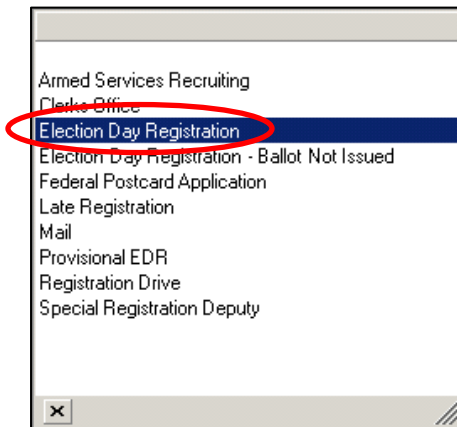 Armed Services Recruiting
Clerks Office
Election Day Registration
Election Day Registration - Ballot Not Issued
Federal Postcard Application
Late Registration
Mail
Provisional EDR
Registration Drive
Special Registration Deputy